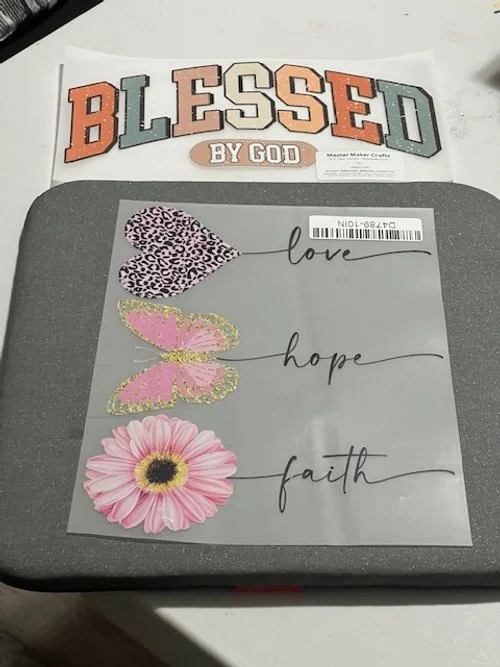 BLESSED
BY GOD
Master Maker Crafts
D4789-10IN
love
hope
faith